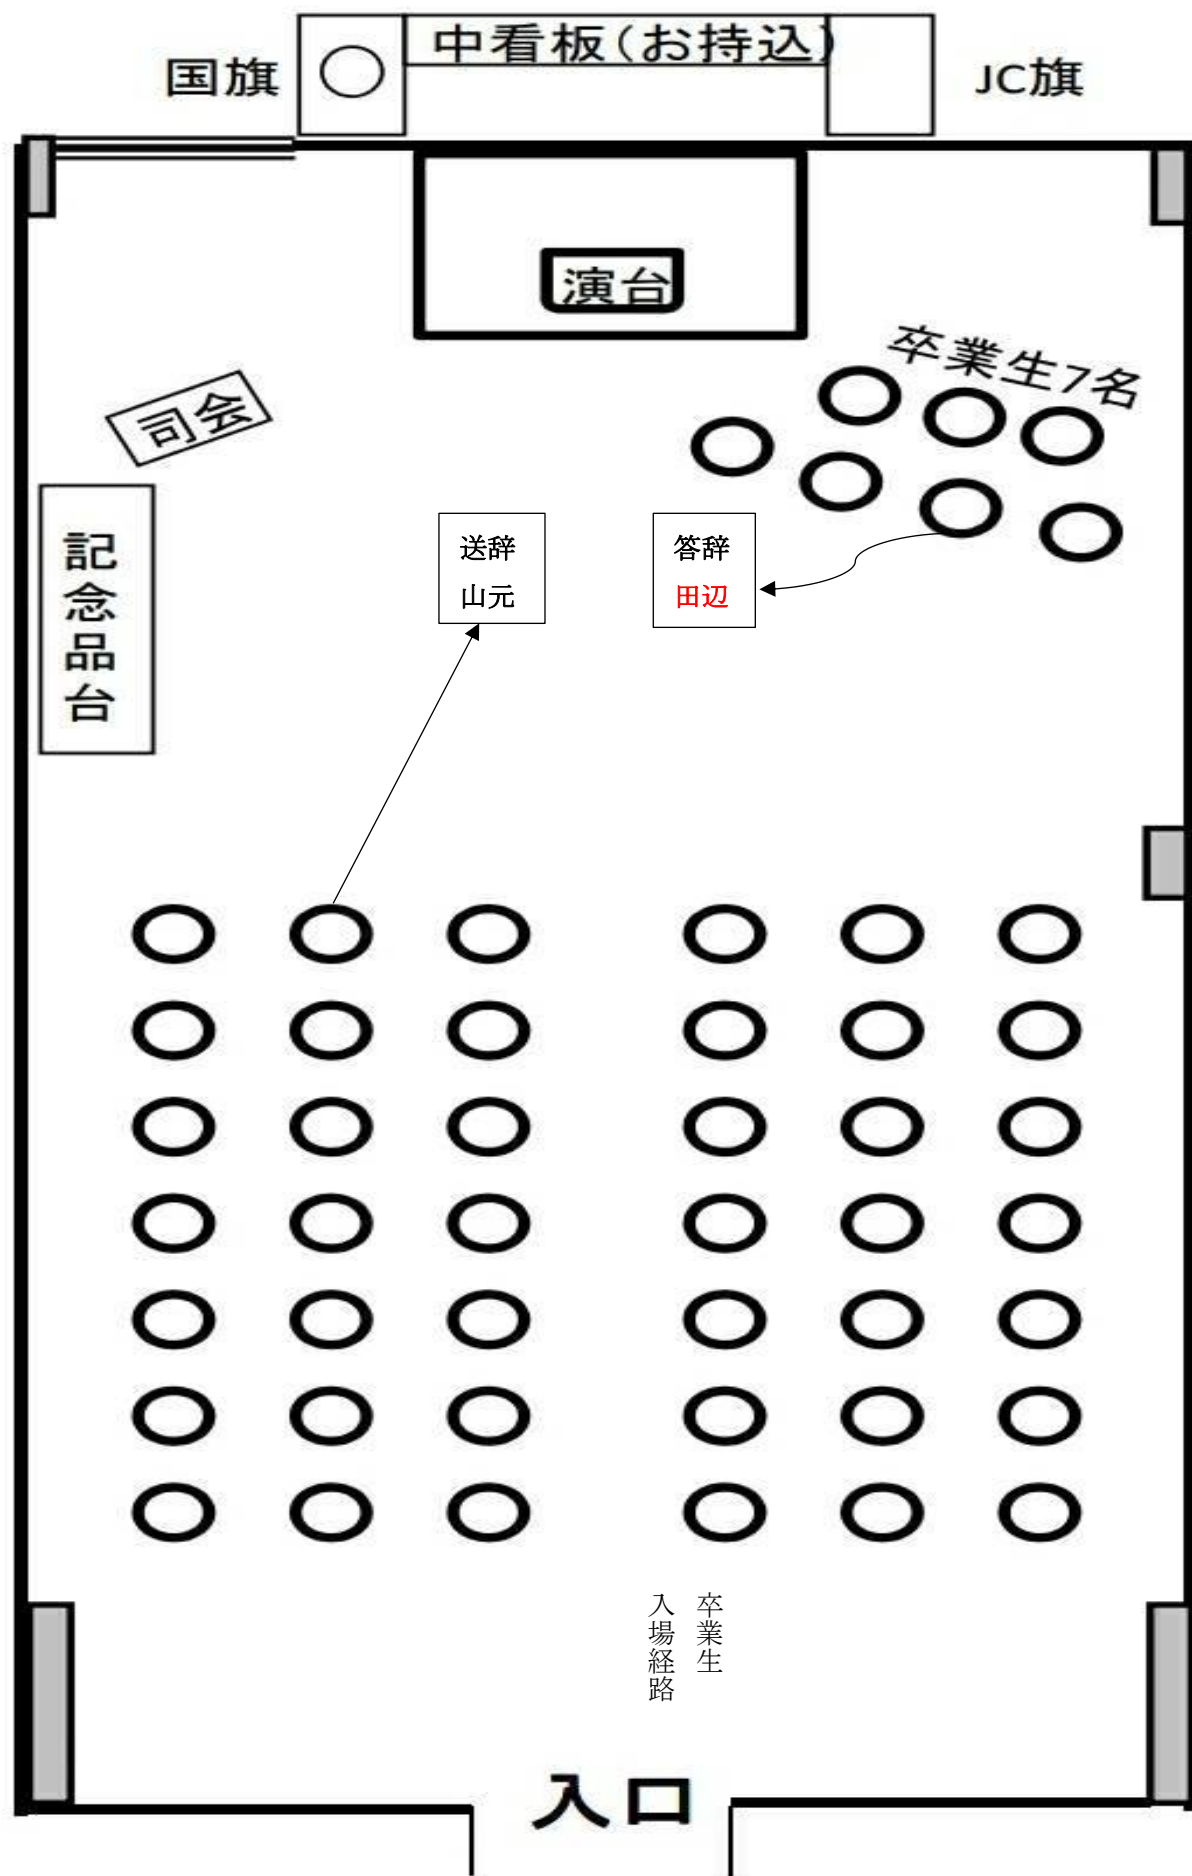 中看板(お持込)
国旗
JC旗
演台
卒業生7名
司会
記念品台
送辞
山元
答辞
田辺
卒業生
入場経路
入口